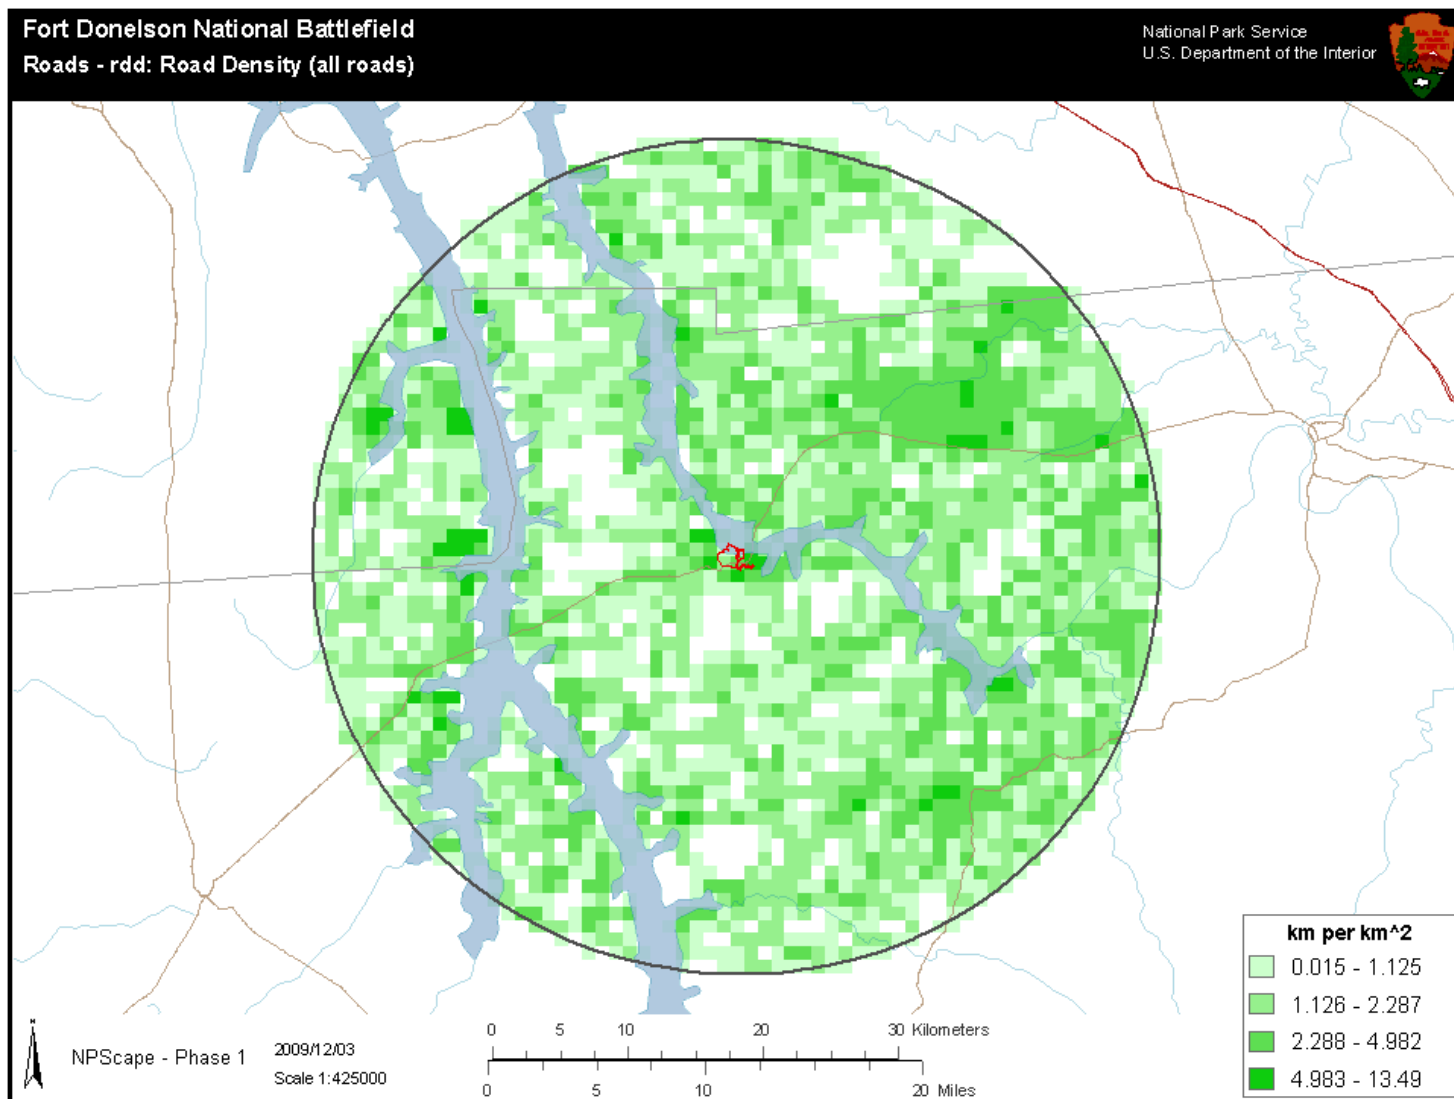 Fort Donelson National Battlefield
Roads - rdd: Road Density (all roads)
National Park Service
U.S. Department of the Interior
km per km^2
0.015 - 1.125
1.126 - 2.287
2.288 - 4.982
4.983 - 13.49
N
NPScape - Phase 1
2009/12/03
Scale 1:425000
0 5 10 20 30 Kilometers
0 5 10 20 Miles